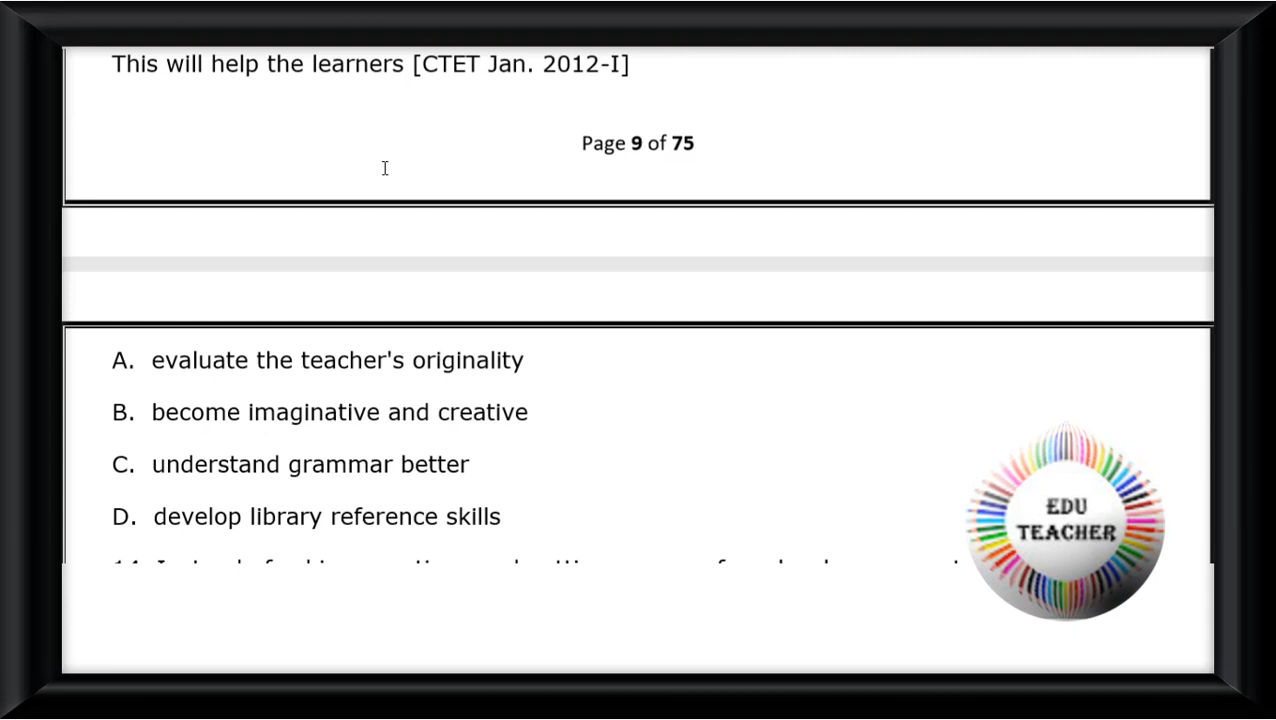 This will help the learners [CTET Jan. 2012-I]
Page 9 of 75
A. evaluate the teacher's originality
B. become imaginative and creative
C. understand grammar better
D. develop library reference skills
EDU
TEACHER